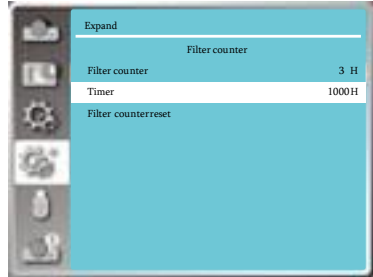 Expand
Filter counter
Filter counter 3 H
Timer 1000H
Filter counterreset